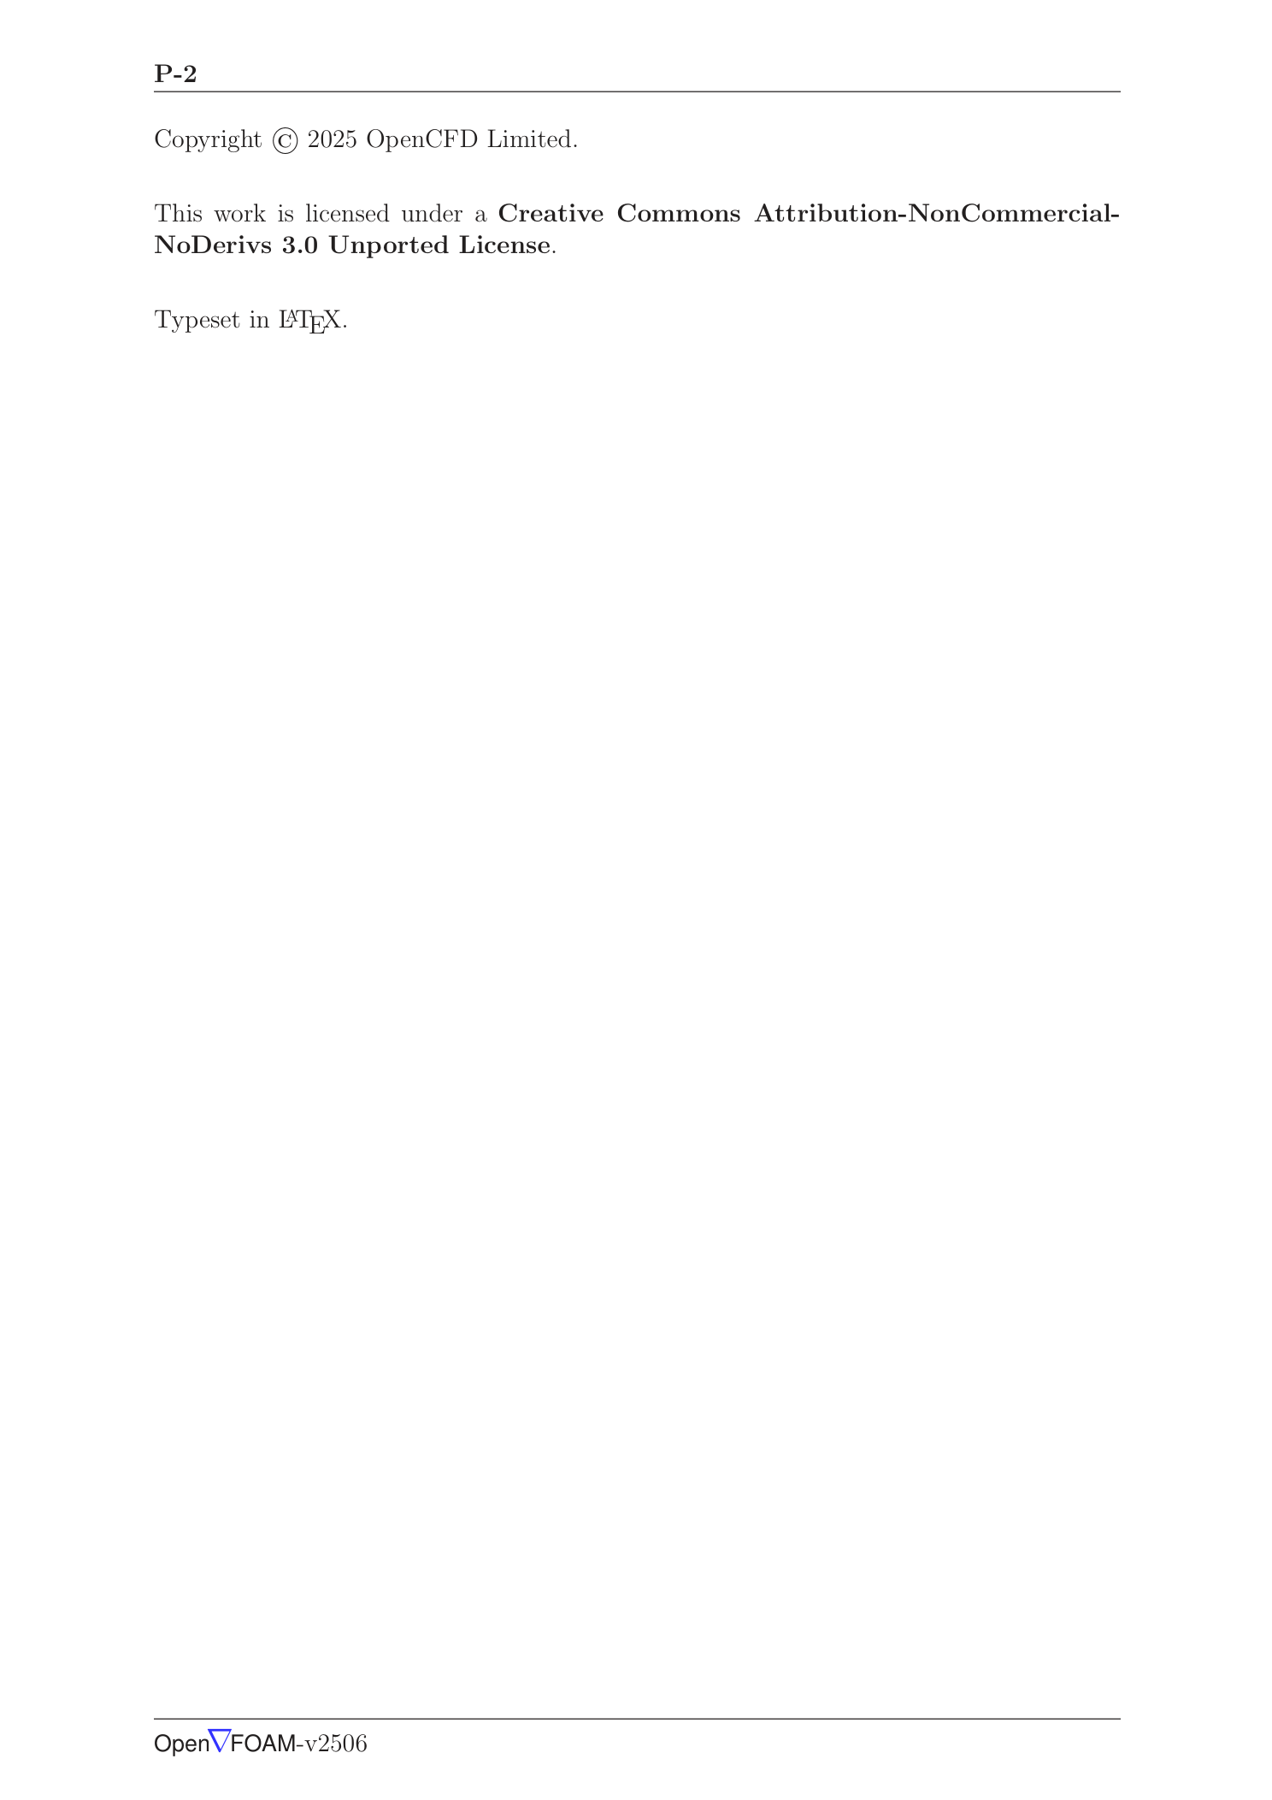 P-2
Copyright © 2025 OpenCFD Limited.
This work is licensed under a Creative Commons Attribution-NonCommercial-
NoDerivs 3.0 Unported License.
Typeset in LATEX.
Open∇FOAM-v2506